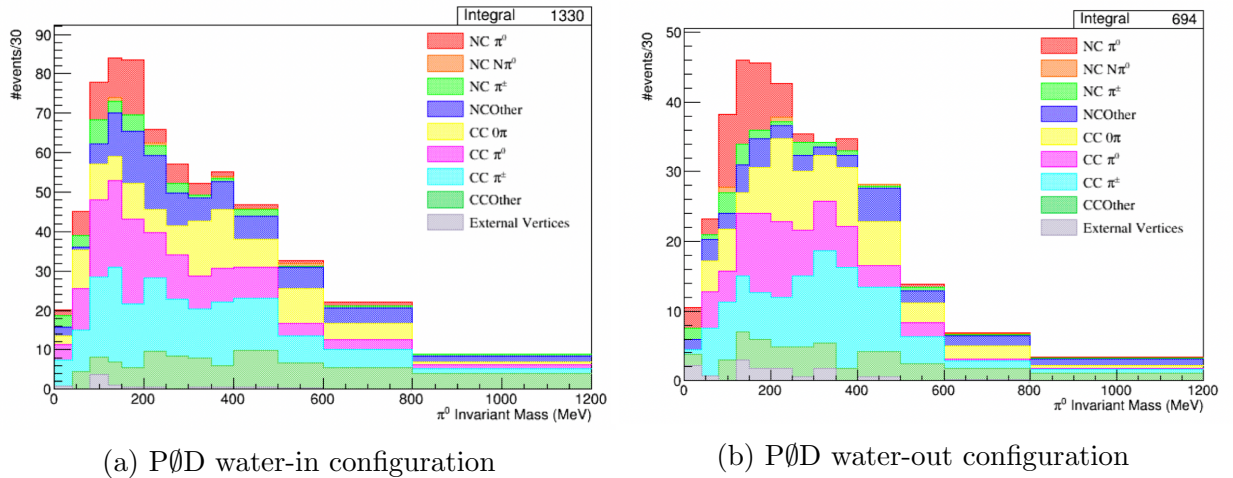 Integral 1330
#events/30
90
80
70
60
50
40
30
20
10
0
0 200 400 600 800 1000 1200
π⁰ Invariant Mass (MeV)
NC π⁰
NC Nπ⁰
NC π±
NCOther
CC 0π
CC π⁰
CC π±
CCOther
External Vertices
(a) P∅D water-in configuration
Integral 694
#events/30
50
40
30
20
10
0
0 200 400 600 800 1000 1200
π⁰ Invariant Mass (MeV)
NC π⁰
NC Nπ⁰
NC π±
NCOther
CC 0π
CC π⁰
CC π±
CCOther
External Vertices
(b) P∅D water-out configuration